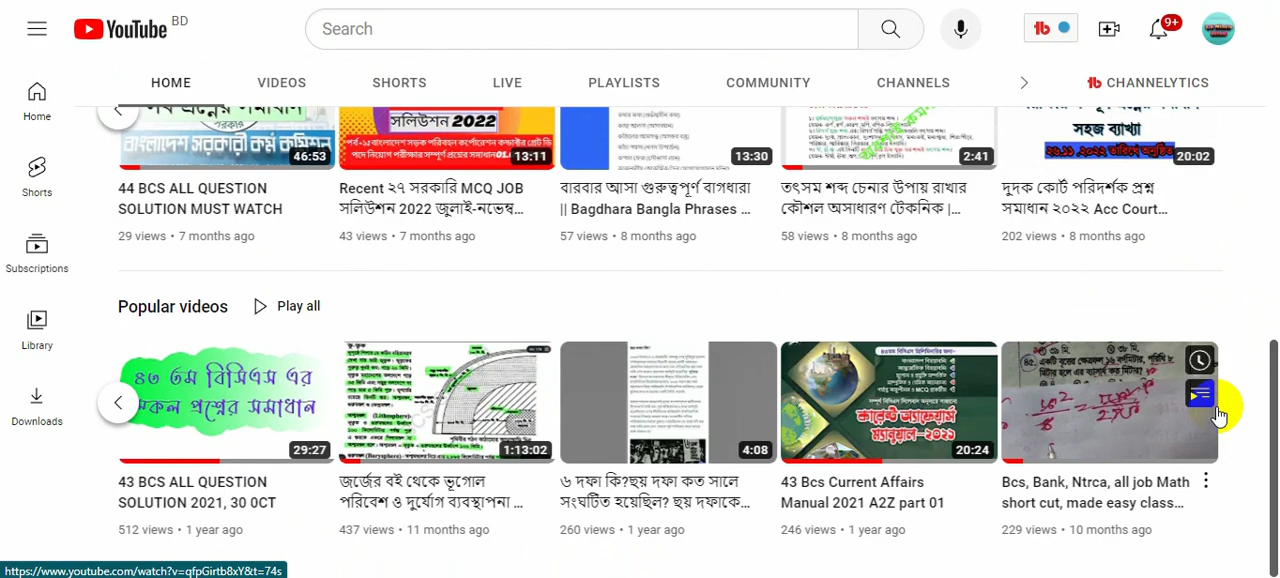 YouTube BD
Search
9+
HOME VIDEOS SHORTS LIVE PLAYLISTS COMMUNITY CHANNELS CHANNELYTICS
Home
Shorts
Subscriptions
Library
Downloads
বাংলাদেশ সরকারী কর্ম কমিশন
46:53
সলিউশন 2022
13:11
13:30
2:41
সহজ ব্যাখ্যা
20:02
44 BCS ALL QUESTION
SOLUTION MUST WATCH
29 views • 7 months ago
Recent ২৭ সরকারি MCQ JOB
সলিউশন 2022 জুলাই-নভেম্ব...
43 views • 7 months ago
বারবার আসা গুরুত্বপূর্ণ বাগধারা
|| Bagdhara Bangla Phrases ...
57 views • 8 months ago
তৎসম শব্দ চেনার উপায় রাখার
কৌশল অসাধারণ টেকনিক |...
58 views • 8 months ago
দুদক কোর্ট পরিদর্শক প্রশ্ন
সমাধান ২০২২ Acc Court...
202 views • 8 months ago
Popular videos Play all
৪৩ তম বিসিএস এর
সকল প্রশ্নের সমাধান
29:27
1:13:02
4:08
কারেন্ট অ্যাফেয়ার্স
ম্যানুয়াল-২০২১
20:24
43 BCS ALL QUESTION
SOLUTION 2021, 30 OCT
512 views • 1 year ago
জর্জের বই থেকে ভূগোল
পরিবেশ ও দুর্যোগ ব্যবস্থাপনা ...
437 views • 11 months ago
৬ দফা কি?ছয় দফা কত সালে
সংঘটিত হয়েছিল? ছয় দফাকে...
260 views • 1 year ago
43 Bcs Current Affairs
Manual 2021 A2Z part 01
246 views • 1 year ago
Bcs, Bank, Ntrca, all job Math
short cut, made easy class...
229 views • 10 months ago
https://www.youtube.com/watch?v=qfpGirtb8xY&t=74s